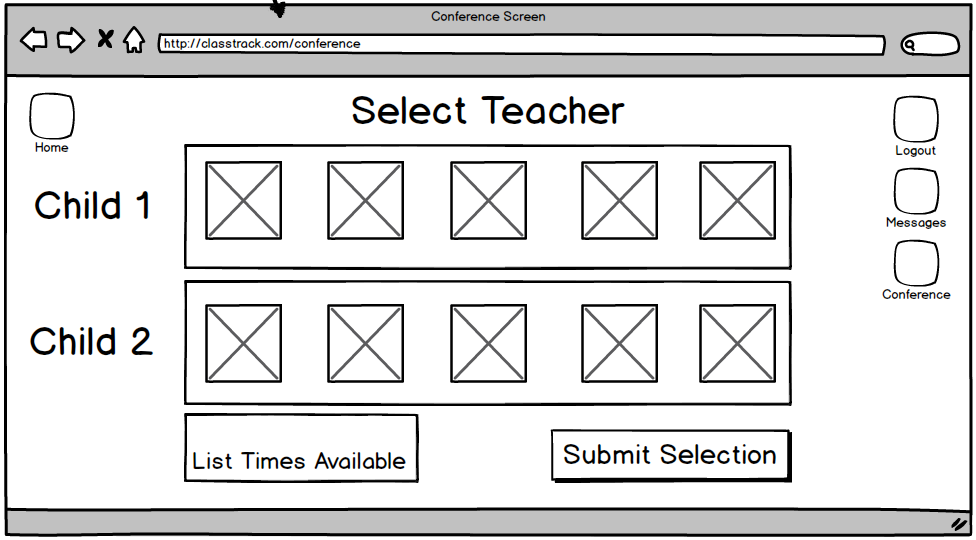 Conference Screen
http://classtrack.com/conference
Select Teacher
Home
Logout
Child 1
Messages
Conference
Child 2
List Times Available
Submit Selection